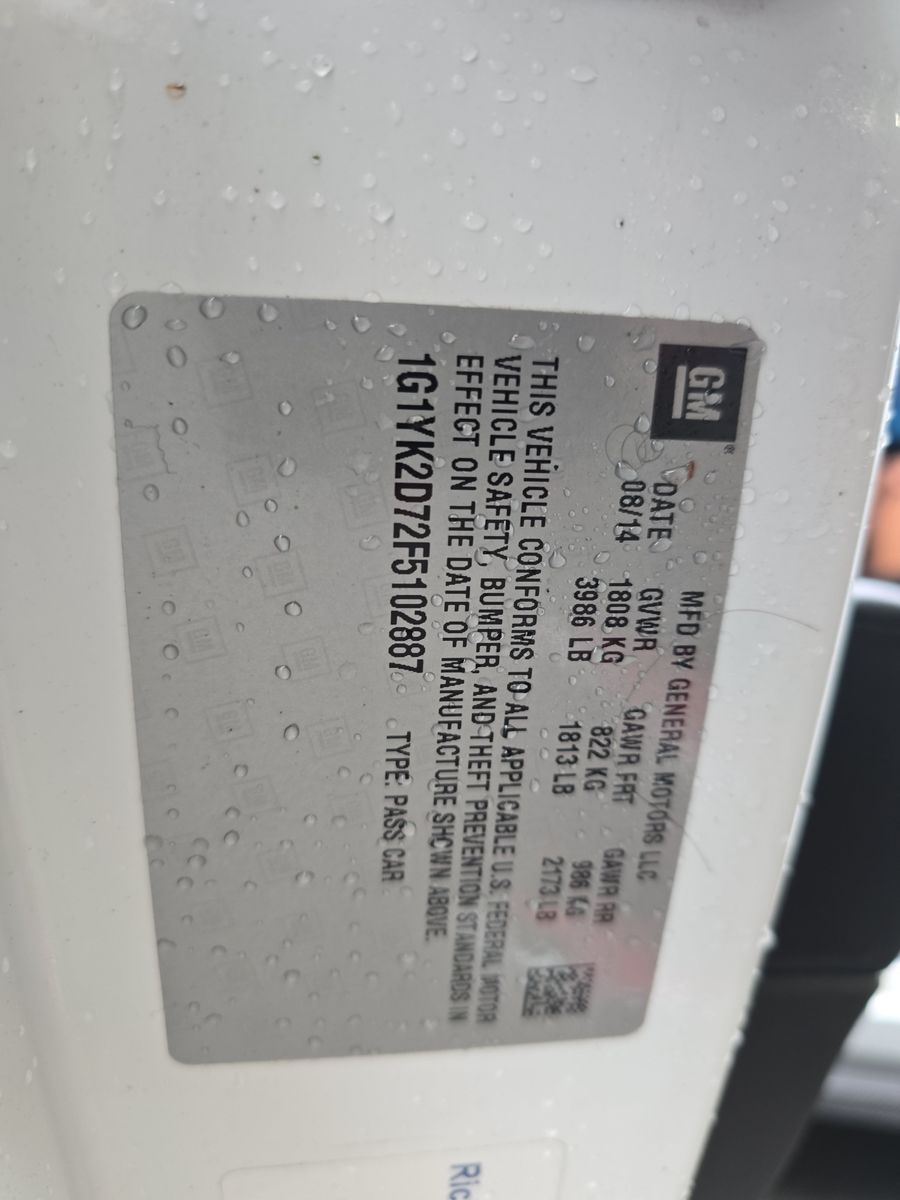 GM®
MFD BY GENERAL MOTORS LLC
DATE GVWR GAWR FRT GAWR RR
08/14 1808 KG 822 KG 986 KG
3986 LB 1813 LB 2173 LB
THIS VEHICLE CONFORMS TO ALL APPLICABLE U.S. FEDERAL MOTOR
VEHICLE SAFETY, BUMPER, AND THEFT PREVENTION STANDARDS IN
EFFECT ON THE DATE OF MANUFACTURE SHOWN ABOVE.
1G1YK2D72F5102887 TYPE: PASS CAR
Ric